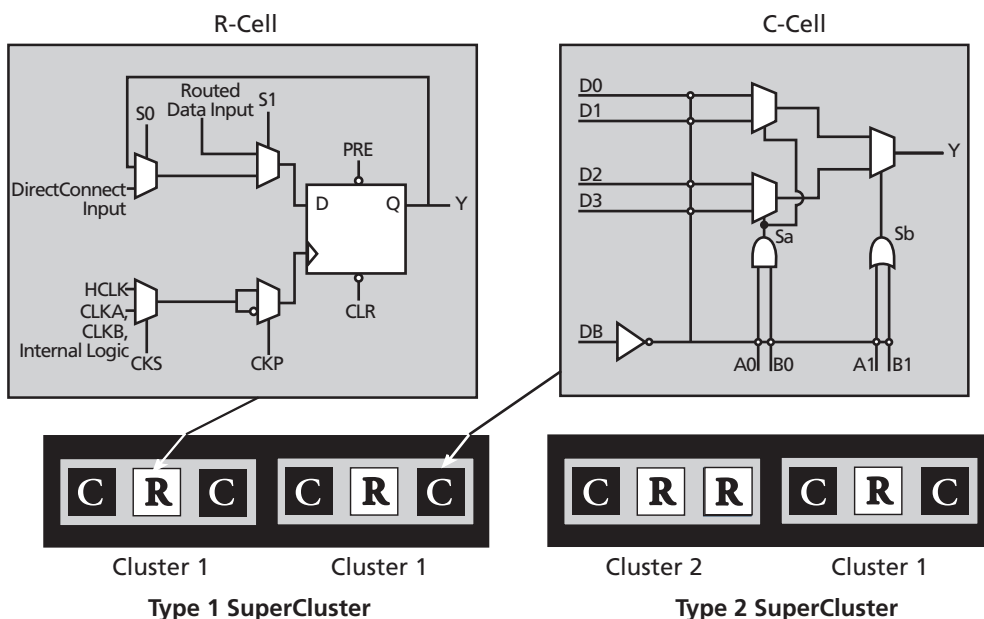 R-Cell
C-Cell
Routed
Data Input
S0
S1
PRE
DirectConnect
Input
D
Q
Y
HCLK
CLKA,
CLKB,
Internal Logic
CKS
CKP
CLR
D0
D1
D2
D3
Sa
Sb
Y
DB
A0
B0
A1
B1
C
R
C
C
R
C
C
R
R
C
R
C
Cluster 1
Cluster 1
Cluster 2
Cluster 1
Type 1 SuperCluster
Type 2 SuperCluster